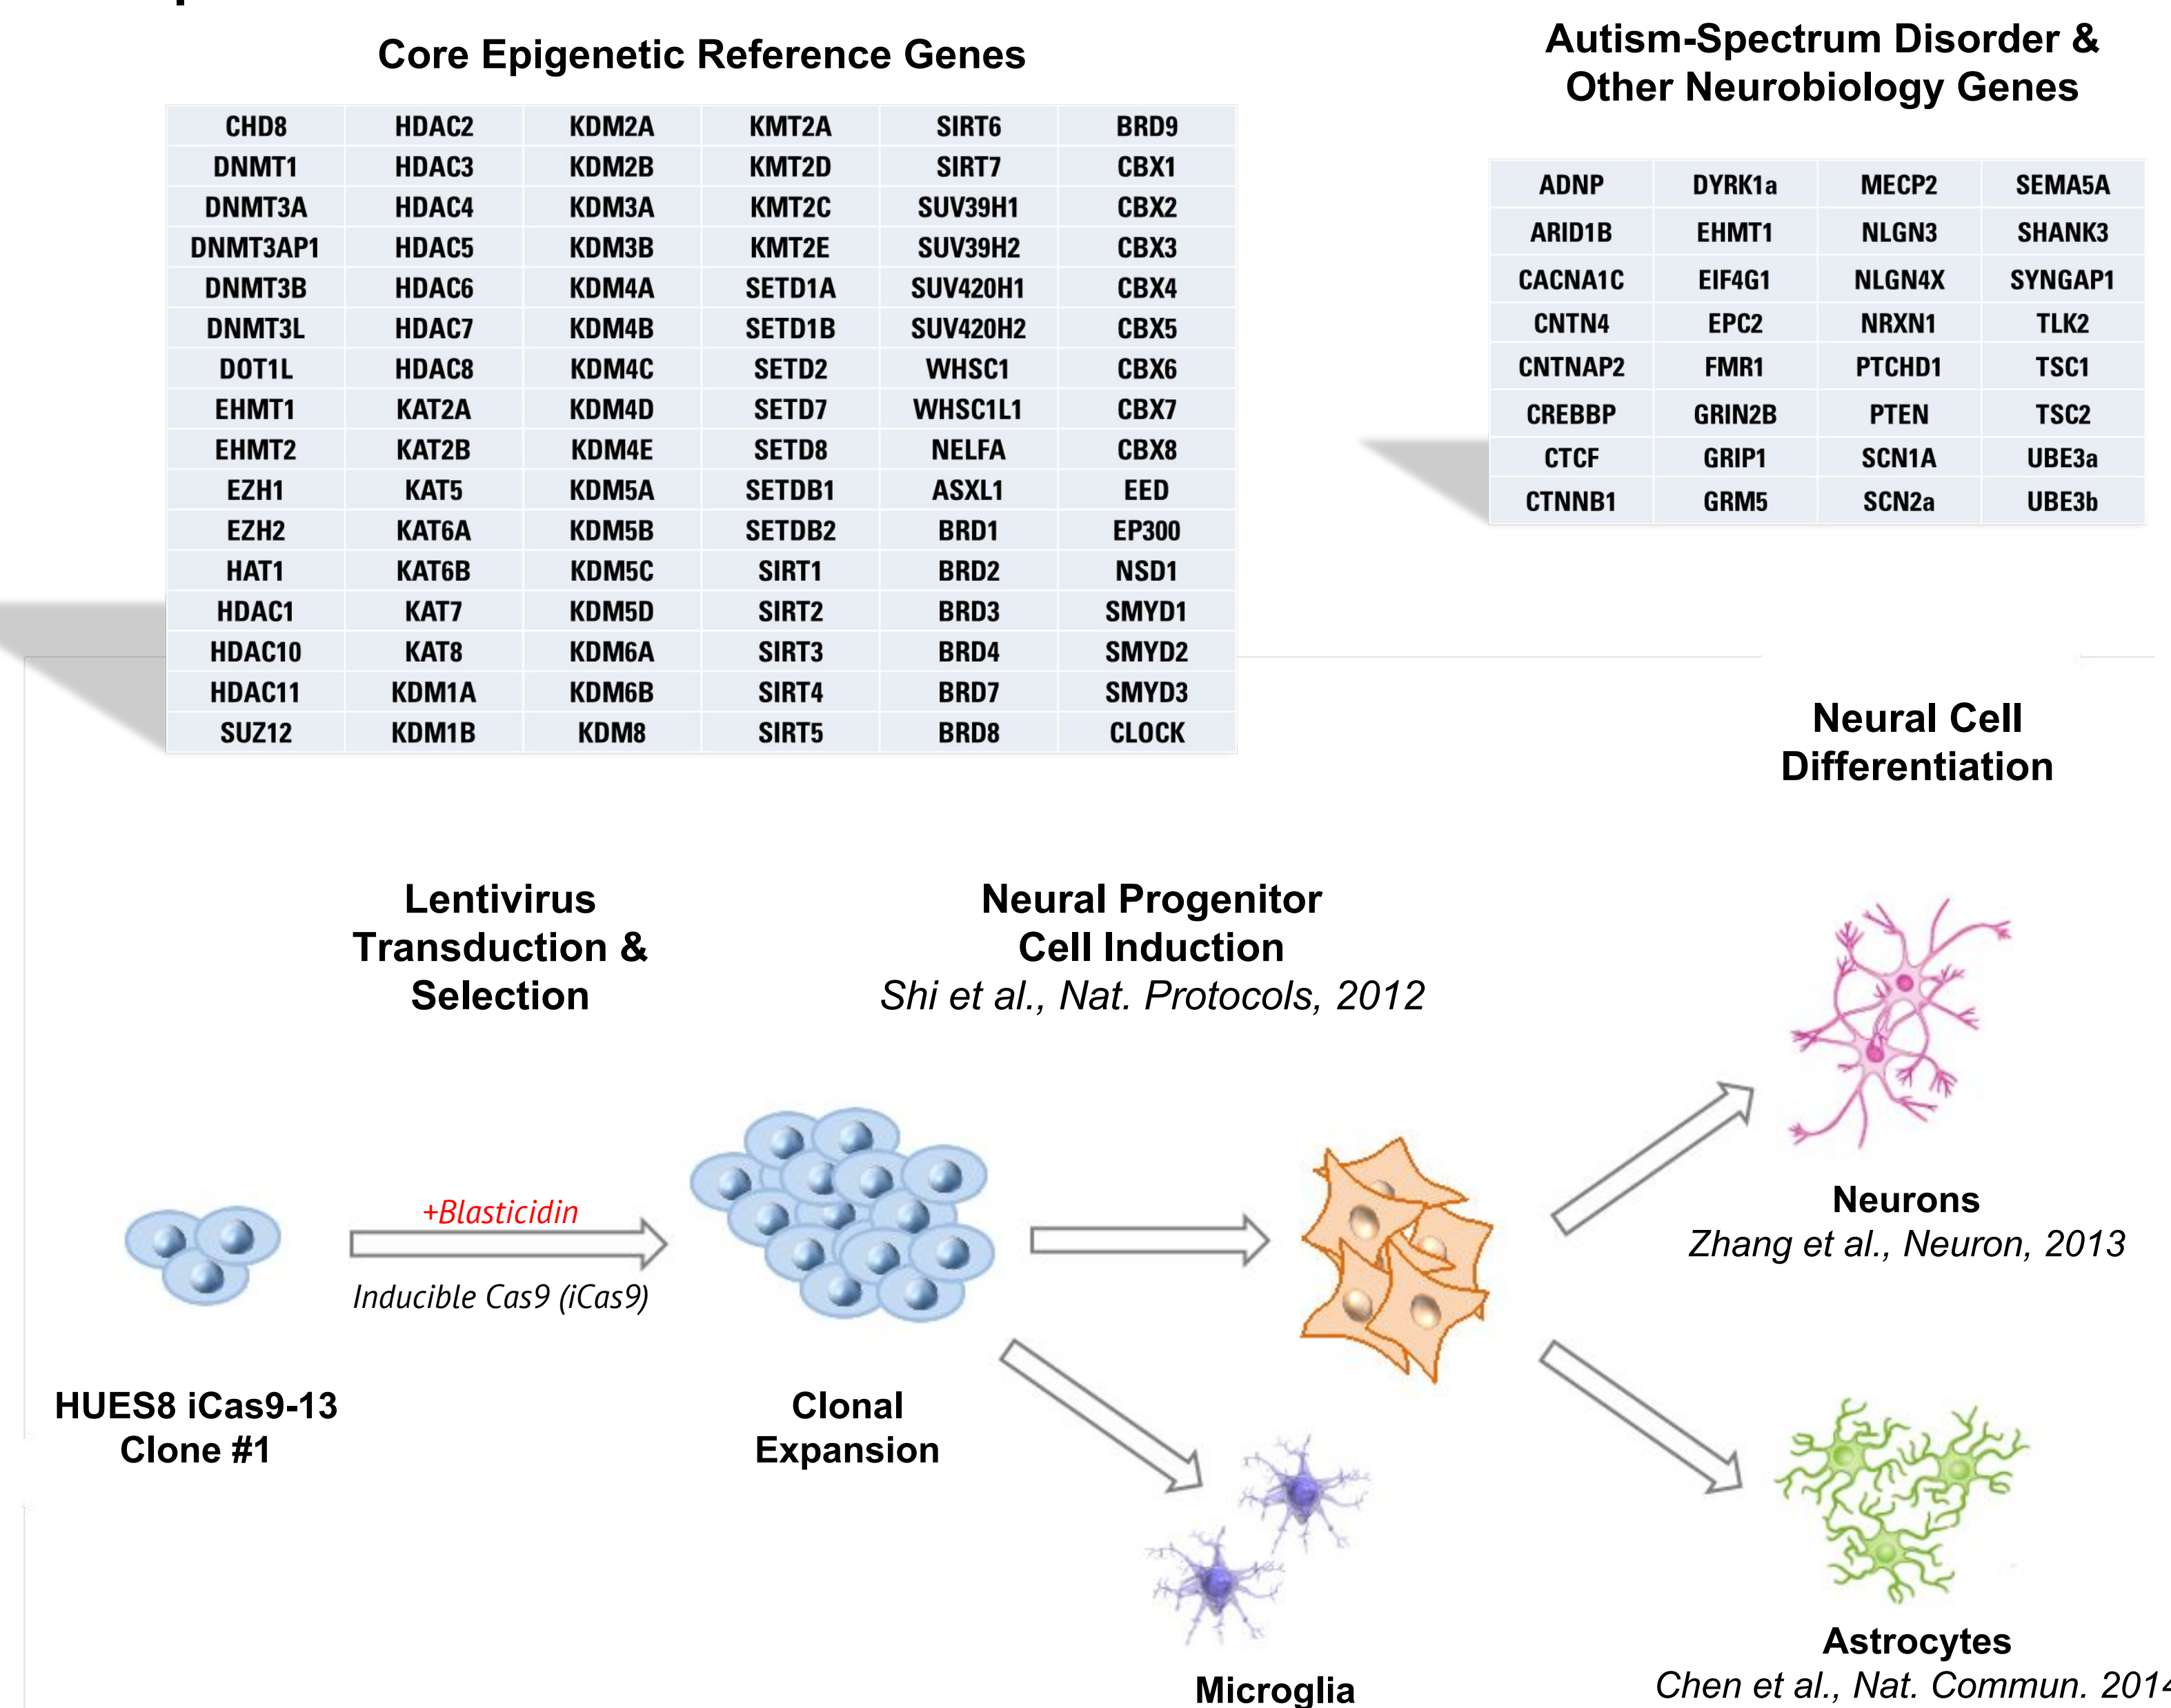 Core Epigenetic Reference Genes
CHD8 HDAC2 KDM2A KMT2A SIRT6 BRD9
DNMT1 HDAC3 KDM2B KMT2D SIRT7 CBX1
DNMT3A HDAC4 KDM3A KMT2C SUV39H1 CBX2
DNMT3AP1 HDAC5 KDM3B KMT2E SUV39H2 CBX3
DNMT3B HDAC6 KDM4A SETD1A SUV420H1 CBX4
DNMT3L HDAC7 KDM4B SETD1B SUV420H2 CBX5
DOT1L HDAC8 KDM4C SETD2 WHSC1 CBX6
EHMT1 KAT2A KDM4D SETD7 WHSC1L1 CBX7
EHMT2 KAT2B KDM4E SETD8 NELFA CBX8
EZH1 KAT5 KDM5A SETDB1 ASXL1 EED
EZH2 KAT6A KDM5B SETDB2 BRD1 EP300
HAT1 KAT6B KDM5C SIRT1 BRD2 NSD1
HDAC1 KAT7 KDM5D SIRT2 BRD3 SMYD1
HDAC10 KAT8 KDM6A SIRT3 BRD4 SMYD2
HDAC11 KDM1A KDM6B SIRT4 BRD7 SMYD3
SUZ12 KDM1B KDM8 SIRT5 BRD8 CLOCK
Autism-Spectrum Disorder &
Other Neurobiology Genes
ADNP DYRK1a MECP2 SEMA5A
ARID1B EHMT1 NLGN3 SHANK3
CACNA1C EIF4G1 NLGN4X SYNGAP1
CNTN4 EPC2 NRXN1 TLK2
CNTNAP2 FMR1 PTCHD1 TSC1
CREBBP GRIN2B PTEN TSC2
CTCF GRIP1 SCN1A UBE3a
CTNNB1 GRM5 SCN2a UBE3b
Neural Cell
Differentiation
Lentivirus
Transduction &
Selection
Neural Progenitor
Cell Induction
Shi et al., Nat. Protocols, 2012
+Blasticidin
Inducible Cas9 (iCas9)
HUES8 iCas9-13
Clone #1
Clonal
Expansion
Neurons
Zhang et al., Neuron, 2013
Microglia
Astrocytes
Chen et al., Nat. Commun. 2014